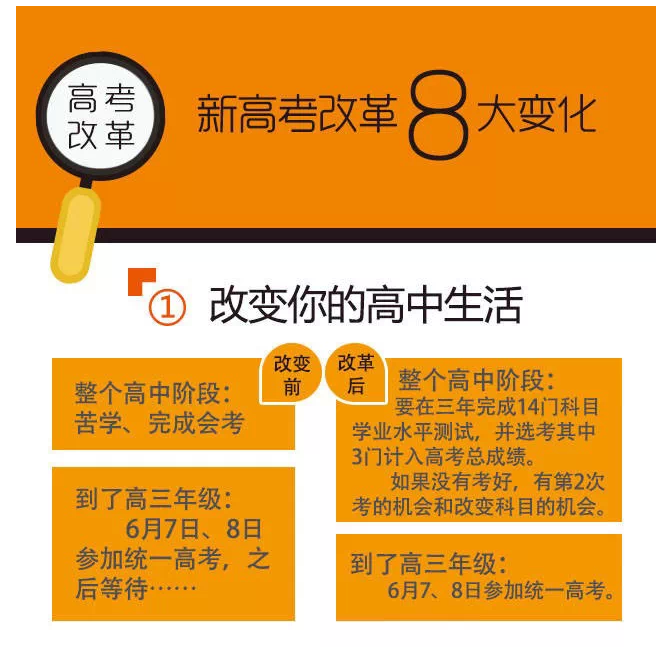 高考
改革
新高考改革8大变化
① 改变你的高中生活
改变
前
整个高中阶段：
苦学、完成会考
到了高三年级：
6月7日、8日
参加统一高考，之
后等待……
改革
后
整个高中阶段：
要在三年完成14门科目
学业水平测试，并选考其中
3门计入高考总成绩。
如果没有考好，有第2次
考的机会和改变科目的机会。
到了高三年级：
6月7、8日参加统一高考。